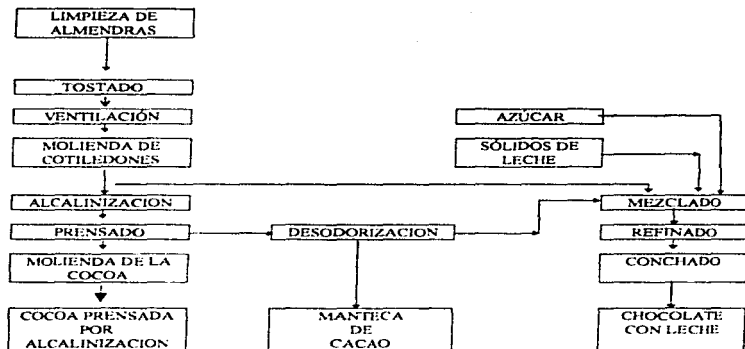 LIMPIEZA DE
ALMENDRAS
TOSTADO
VENTILACIÓN
AZÚCAR
MOLIENDA DE
COTILEDONES
SÓLIDOS DE
LECHE
ALCALINIZACION
MEZCLADO
PRENSADO
DESODORIZACION
REFINADO
MOLIENDA DE LA
COCOA
CONCHADO
COCOA PRENSADA
POR
ALCALINIZACION
MANTECA
DE
CACAO
CHOCOLATE
CON LECHE